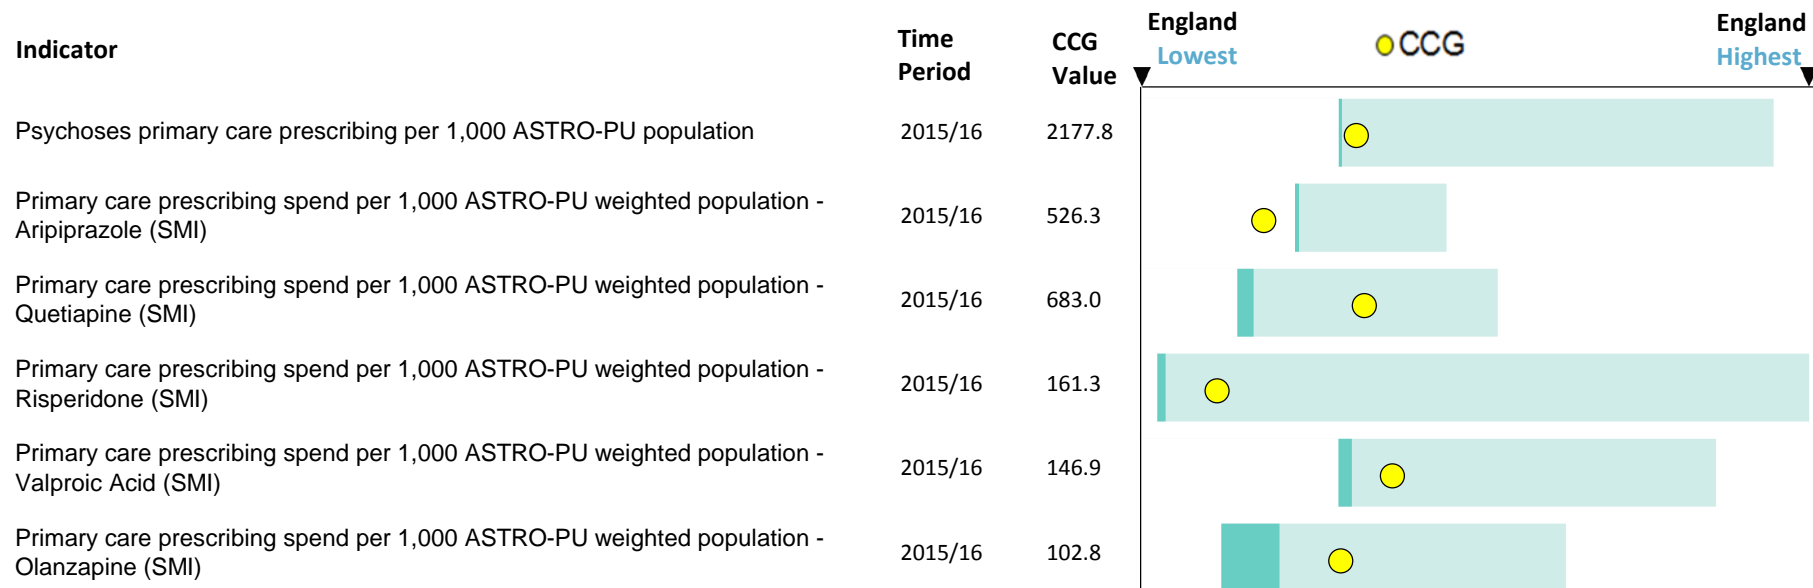 Indicator
Time
Period
CCG
Value
England
Lowest
CCG
England
Highest
Psychoses primary care prescribing per 1,000 ASTRO-PU population
2015/16
2177.8
Primary care prescribing spend per 1,000 ASTRO-PU weighted population -
Aripiprazole (SMI)
2015/16
526.3
Primary care prescribing spend per 1,000 ASTRO-PU weighted population -
Quetiapine (SMI)
2015/16
683.0
Primary care prescribing spend per 1,000 ASTRO-PU weighted population -
Risperidone (SMI)
2015/16
161.3
Primary care prescribing spend per 1,000 ASTRO-PU weighted population -
Valproic Acid (SMI)
2015/16
146.9
Primary care prescribing spend per 1,000 ASTRO-PU weighted population -
Olanzapine (SMI)
2015/16
102.8